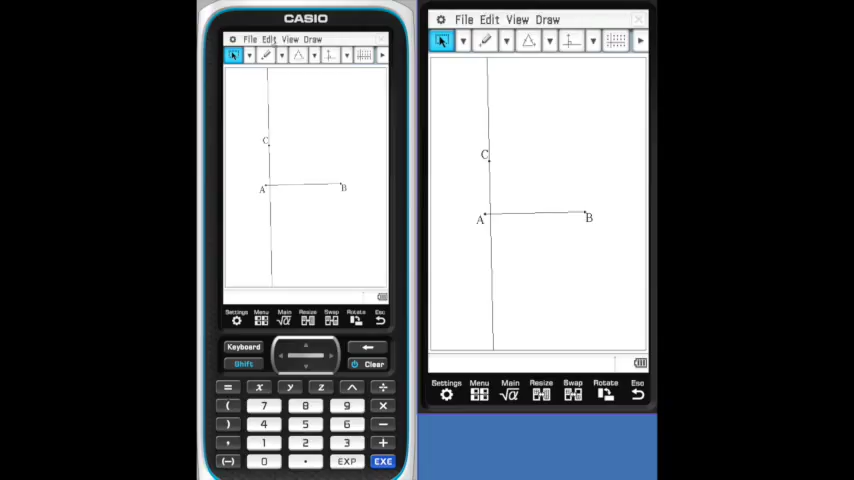 CASIO
File Edit View Draw
C
A
B
Settings Menu Main Resize Swap Rotate Esc
√α
Keyboard
Shift
Clear
= x y z ^ ÷
( 7 8 9 ×
) 4 5 6 −
, 1 2 3 +
(−) 0 . EXP EXE
File Edit View Draw
C
A
B
Settings Menu Main Resize Swap Rotate Esc
√α